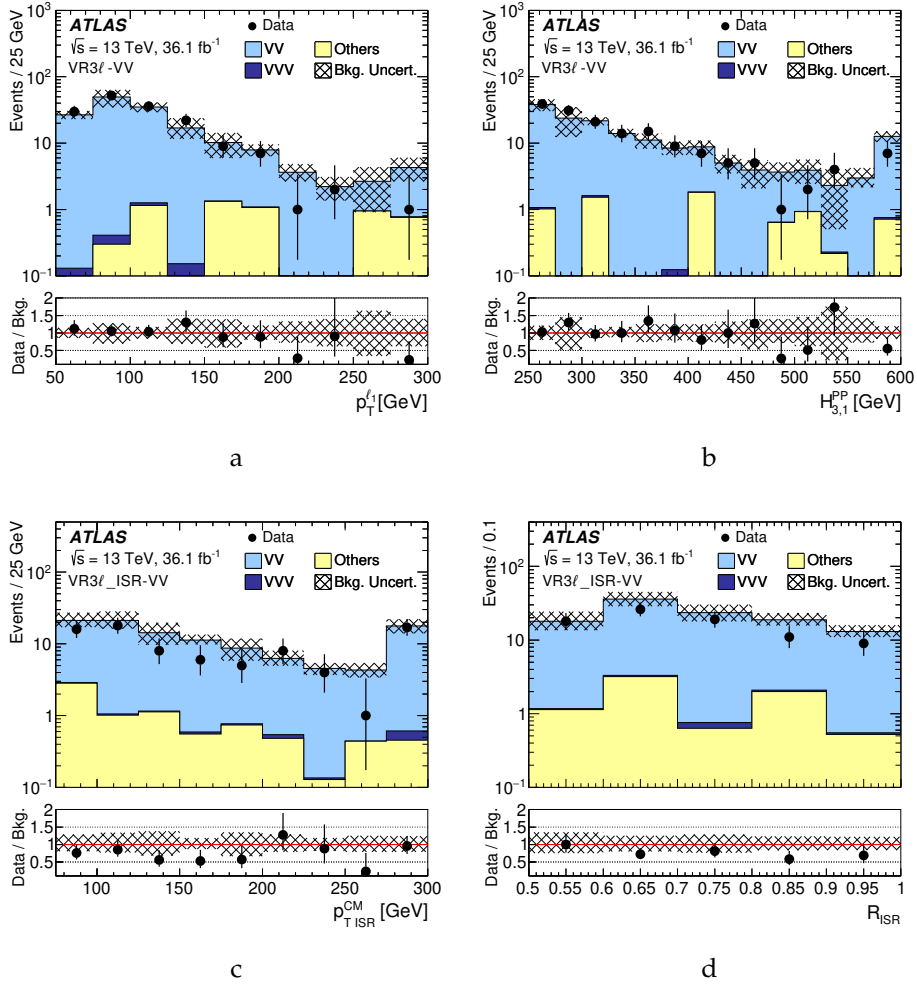 Events / 25 GeV
10³
10²
10
1
10⁻¹
ATLAS
√s = 13 TeV, 36.1 fb⁻¹
VR3ℓ-VV
Data
VV
Others
VVV
Bkg. Uncert.
Data / Bkg.
2
1.5
1
0.5
50 100 150 200 250 300
p_T^{ℓ₁} [GeV]
a
Events / 25 GeV
10³
10²
10
1
10⁻¹
ATLAS
√s = 13 TeV, 36.1 fb⁻¹
VR3ℓ-VV
Data
VV
Others
VVV
Bkg. Uncert.
Data / Bkg.
2
1.5
1
0.5
250 300 350 400 450 500 550 600
H_{3,1}^{PP} [GeV]
b
Events / 25 GeV
10²
10
1
10⁻¹
ATLAS
√s = 13 TeV, 36.1 fb⁻¹
VR3ℓ_ISR-VV
Data
VV
Others
VVV
Bkg. Uncert.
Data / Bkg.
2
1.5
1
0.5
100 150 200 250 300
p_{T ISR}^{CM} [GeV]
c
Events / 0.1
10²
10
1
10⁻¹
ATLAS
√s = 13 TeV, 36.1 fb⁻¹
VR3ℓ_ISR-VV
Data
VV
Others
VVV
Bkg. Uncert.
Data / Bkg.
2
1.5
1
0.5
0.5 0.55 0.6 0.65 0.7 0.75 0.8 0.85 0.9 0.95 1
R_{ISR}
d